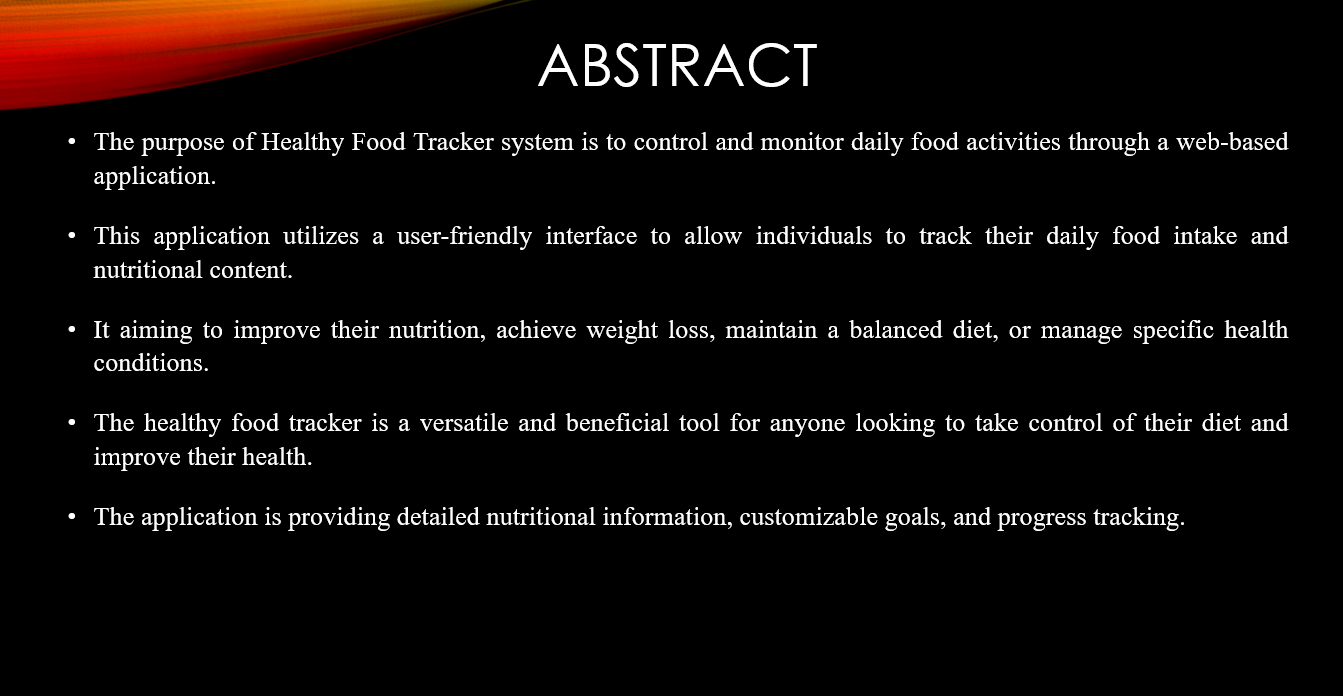 ABSTRACT
• The purpose of Healthy Food Tracker system is to control and monitor daily food activities through a web-based
application.
• This application utilizes a user-friendly interface to allow individuals to track their daily food intake and
nutritional content.
• It aiming to improve their nutrition, achieve weight loss, maintain a balanced diet, or manage specific health
conditions.
• The healthy food tracker is a versatile and beneficial tool for anyone looking to take control of their diet and
improve their health.
• The application is providing detailed nutritional information, customizable goals, and progress tracking.